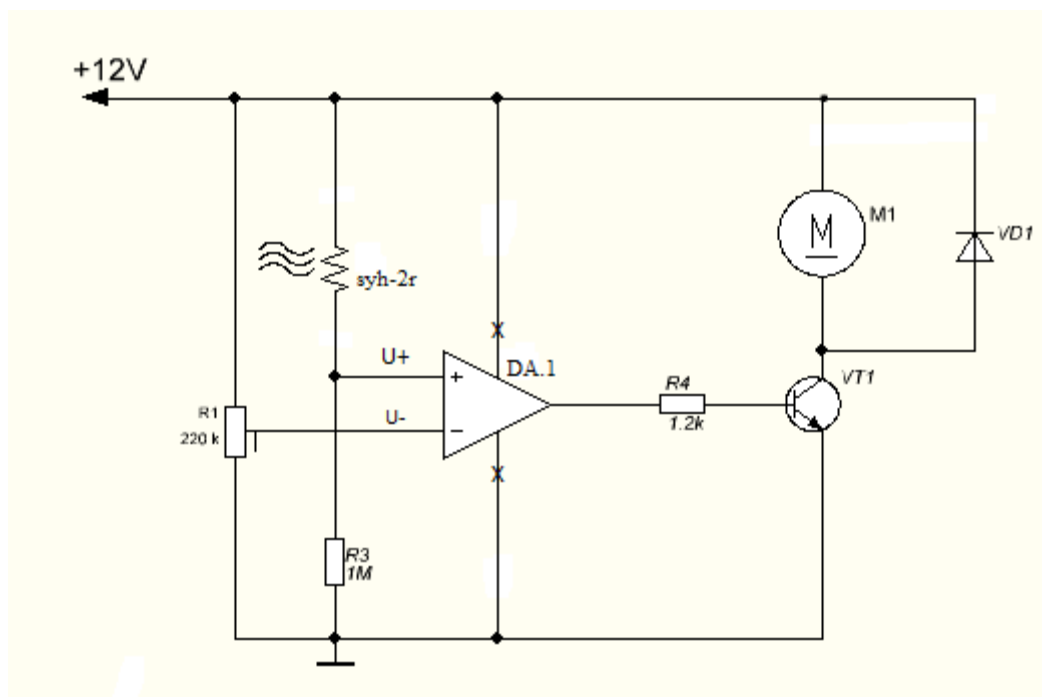 +12V
M
M1
VD1
syh-2r
x
U+
DA.1
+
VT1
R4
1.2k
R1
220 k
U-
−
x
R3
1M